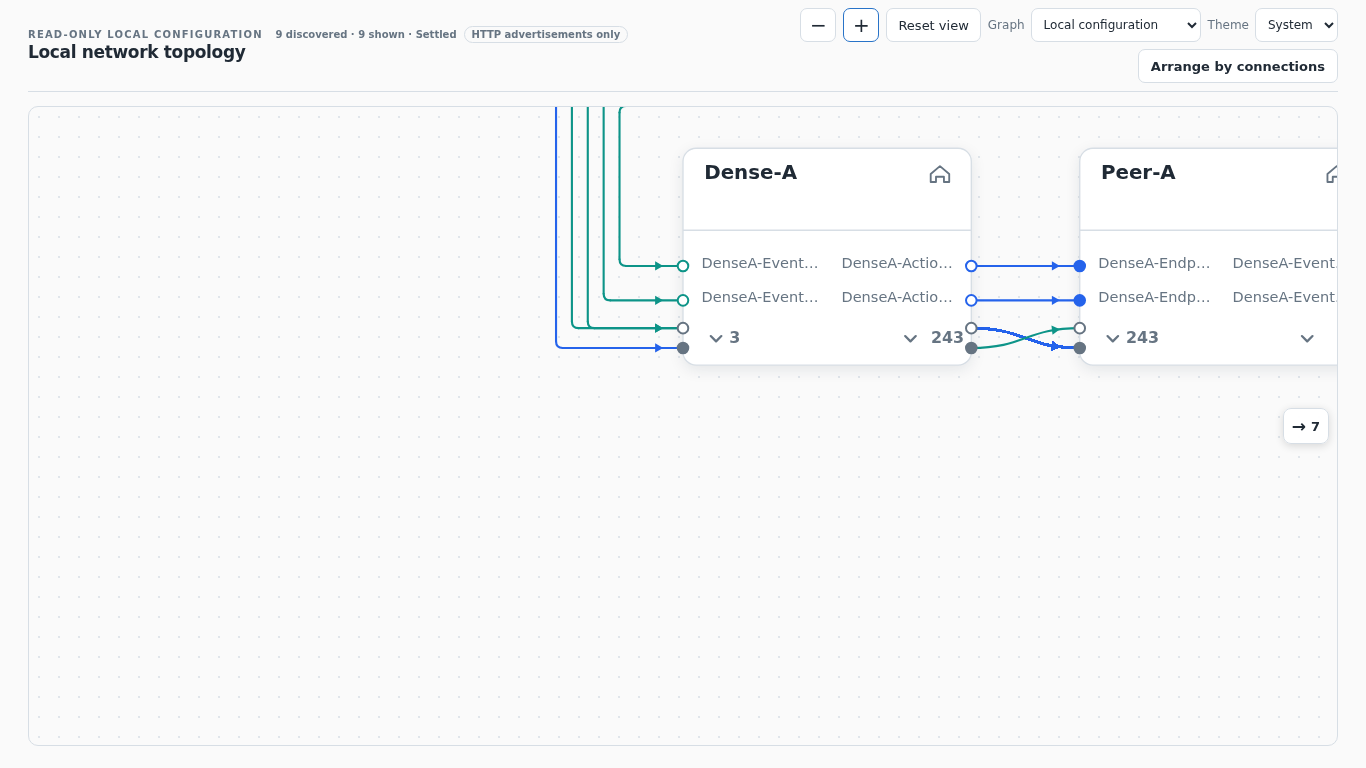 READ-ONLY LOCAL CONFIGURATION 9 discovered · 9 shown · Settled HTTP advertisements only
Local network topology
− + Reset view Graph Local configuration Theme System
Arrange by connections
Dense-A
DenseA-Event… DenseA-Actio…
DenseA-Event… DenseA-Actio…
3 243
Peer-A
DenseA-Endp… DenseA-Event
DenseA-Endp… DenseA-Event
243
→ 7